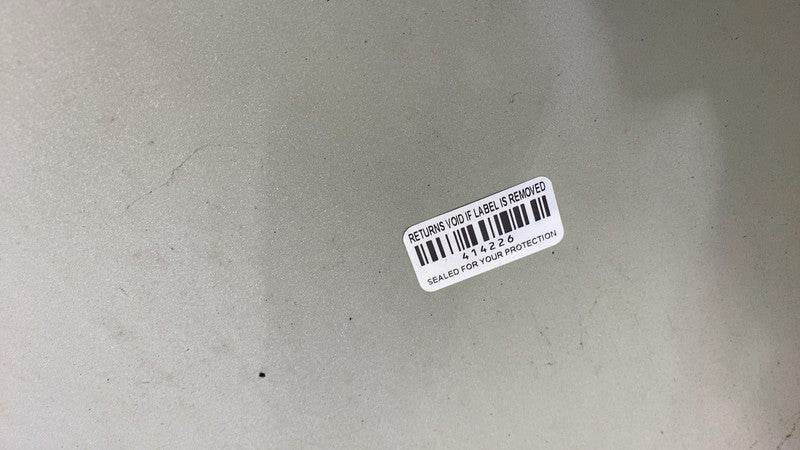 RETURNS VOID IF LABEL IS REMOVED
414226
SEALED FOR YOUR PROTECTION